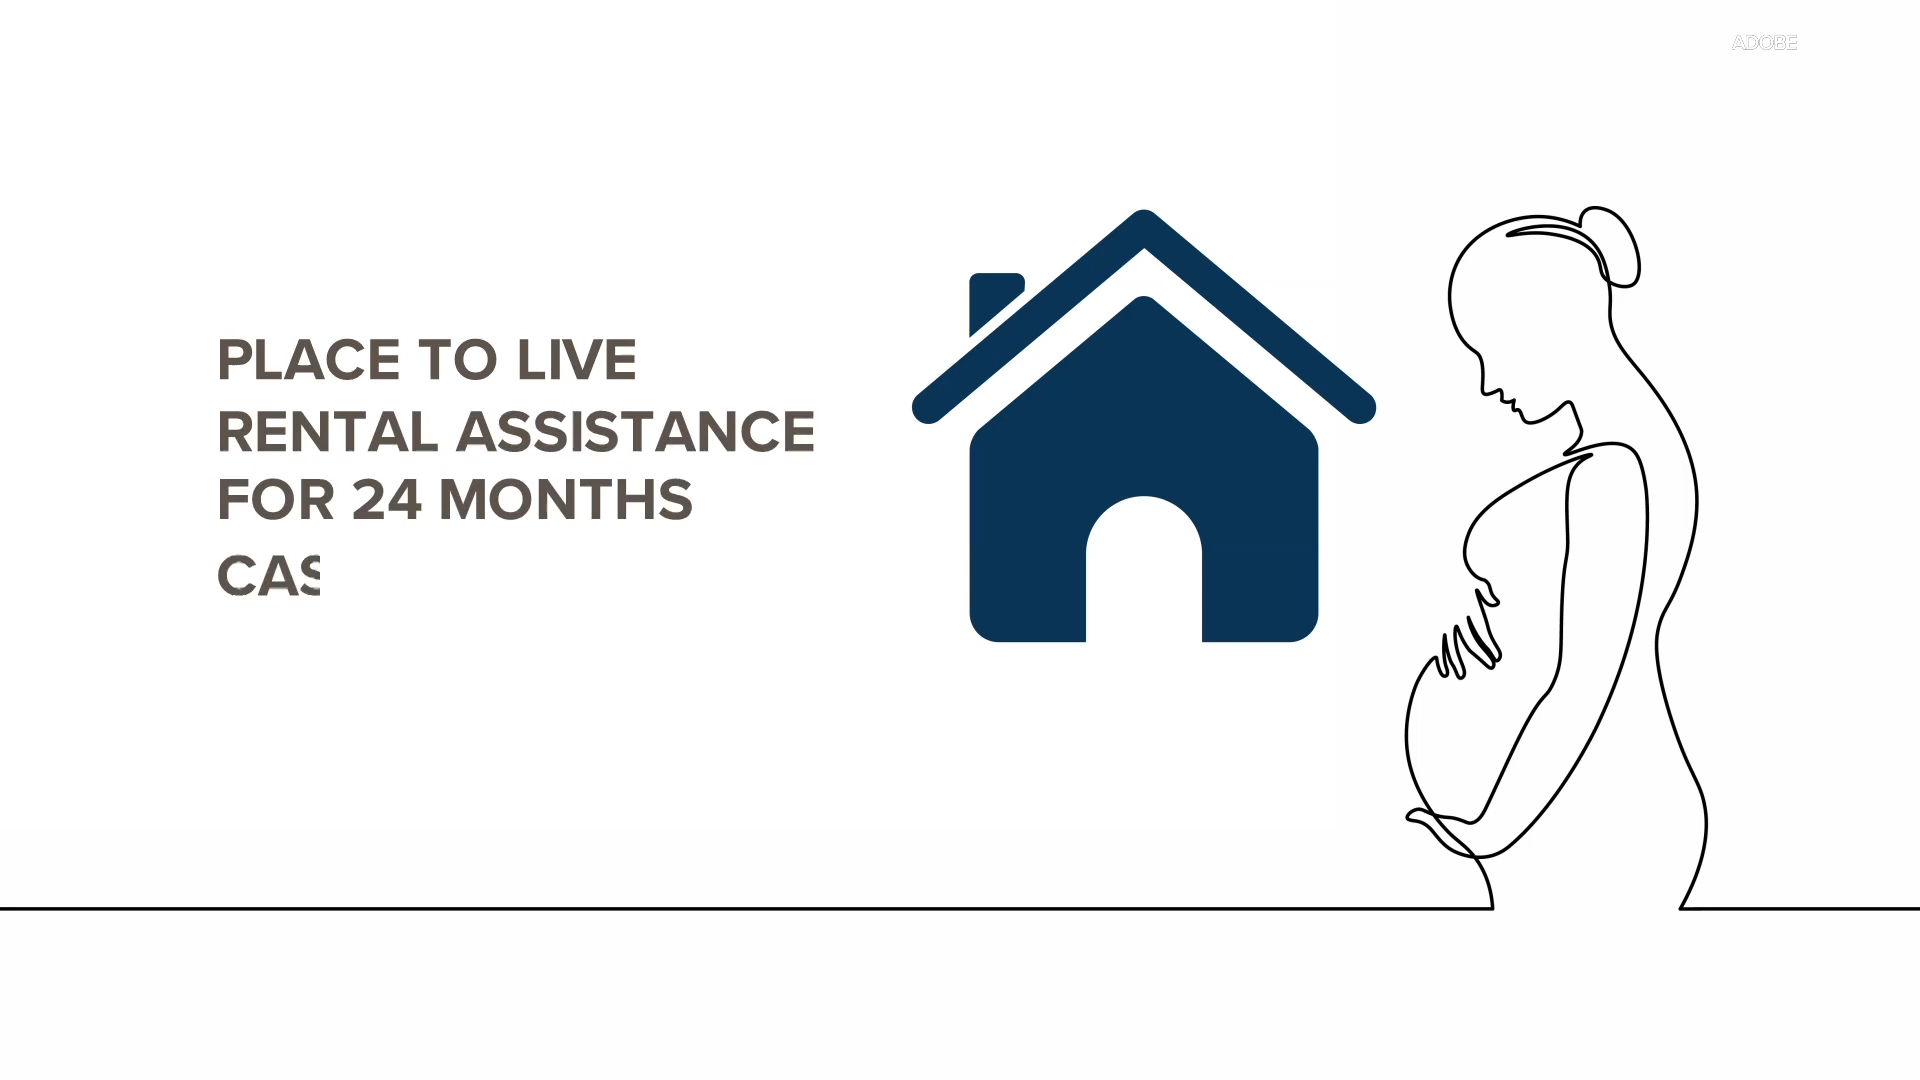 ADOBE
PLACE TO LIVE
RENTAL ASSISTANCE
FOR 24 MONTHS
CAS